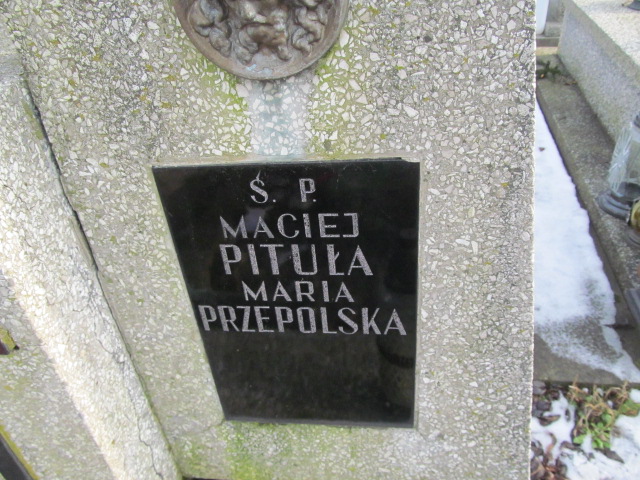 Ś. P.
MACIEJ
PITUŁA
MARIA
PRZEPOLSKA